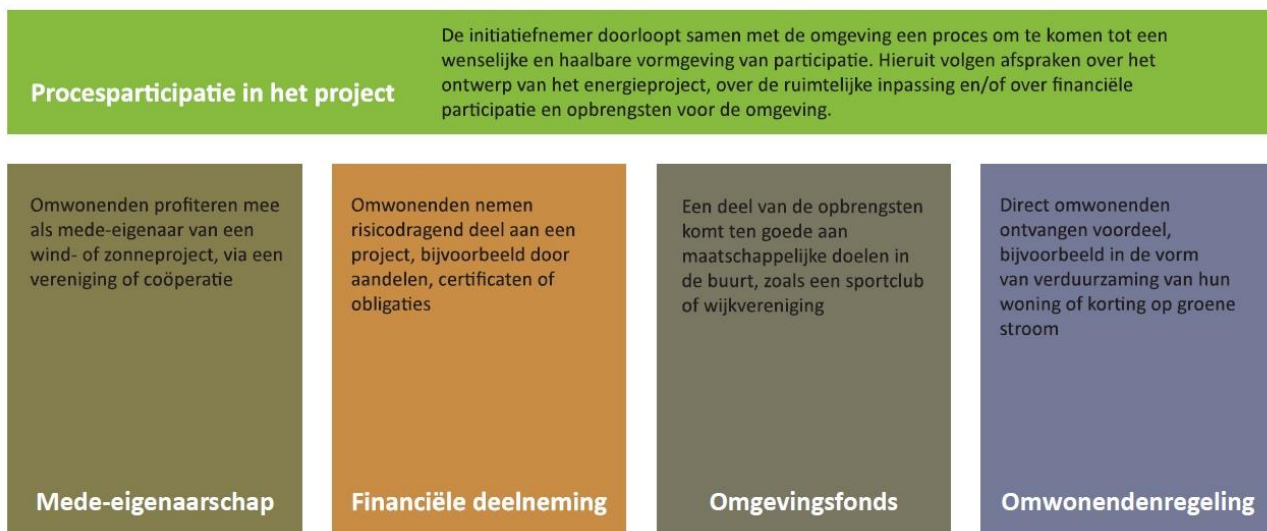 Procesparticipatie in het project
De initiatiefnemer doorloopt samen met de omgeving een proces om te komen tot een
wenselijke en haalbare vormgeving van participatie. Hieruit volgen afspraken over het
ontwerp van het energieproject, over de ruimtelijke inpassing en/of over financiële
participatie en opbrengsten voor de omgeving.
Omwonenden profiteren mee
als mede-eigenaar van een
wind- of zonneproject, via een
vereniging of coöperatie
Mede-eigenaarschap
Omwonenden nemen
risicodragend deel aan een
project, bijvoorbeeld door
aandelen, certificaten of
obligaties
Financiële deelneming
Een deel van de opbrengsten
komt ten goede aan
maatschappelijke doelen in
de buurt, zoals een sportclub
of wijkvereniging
Omgevingsfonds
Direct omwonenden
ontvangen voordeel,
bijvoorbeeld in de vorm
van verduurzaming van hun
woning of korting op groene
stroom
Omwonendenregeling